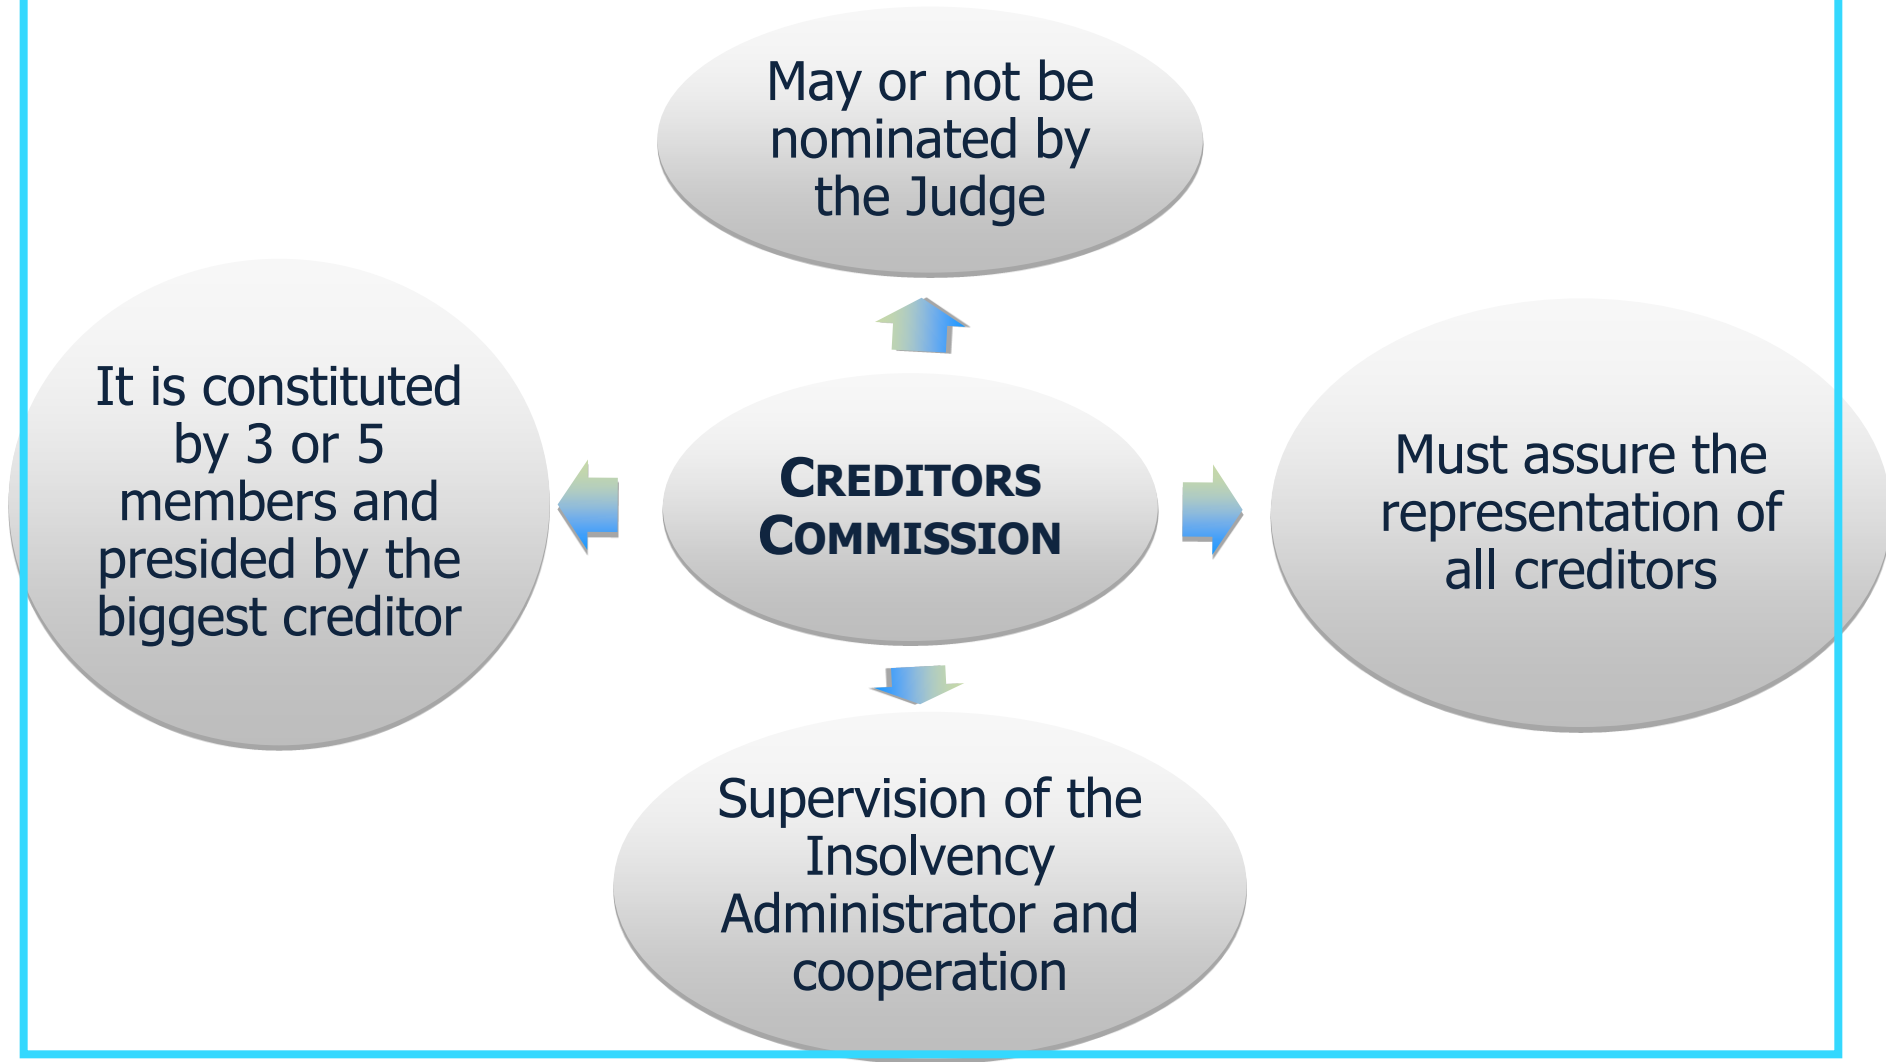 May or not be
nominated by
the Judge
It is constituted
by 3 or 5
members and
presided by the
biggest creditor
CREDITORS
COMMISSION
Must assure the
representation of
all creditors
Supervision of the
Insolvency
Administrator and
cooperation